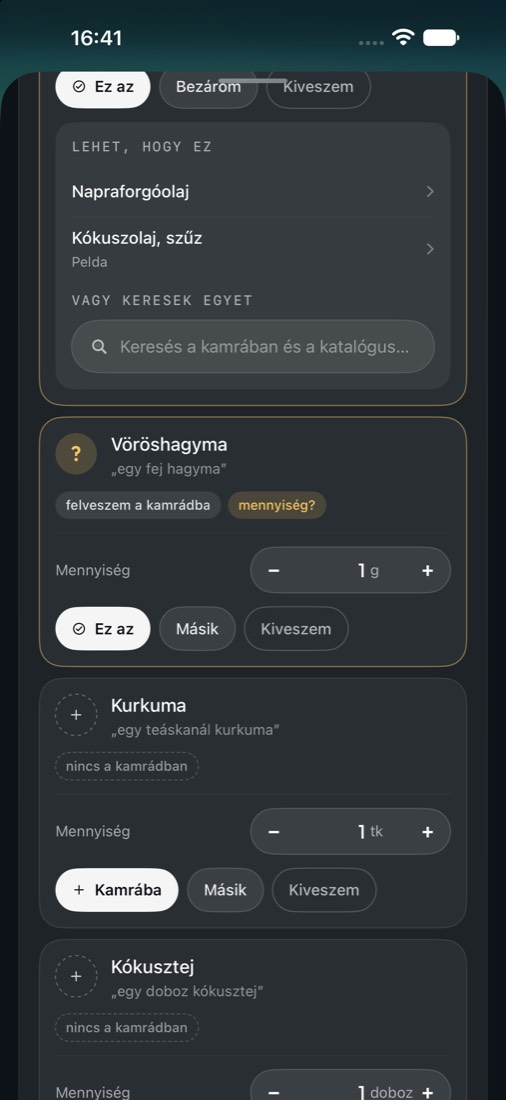 16:41
Ez az
Bezárom
Kiveszem
LEHET, HOGY EZ
Napraforgóolaj
Kókuszolaj, szűz
Pelda
VAGY KERESEK EGYET
Keresés a kamrában és a katalógus...
?
Vöröshagyma
„egy fej hagyma”
felveszem a kamrádba
mennyiség?
Mennyiség
− 1 g +
Ez az
Másik
Kiveszem
+
Kurkuma
„egy teáskanál kurkuma”
nincs a kamrádban
Mennyiség
− 1 tk +
+ Kamrába
Másik
Kiveszem
+
Kókusztej
„egy doboz kókusztej”
nincs a kamrádban
Mennyiség
− 1 doboz +